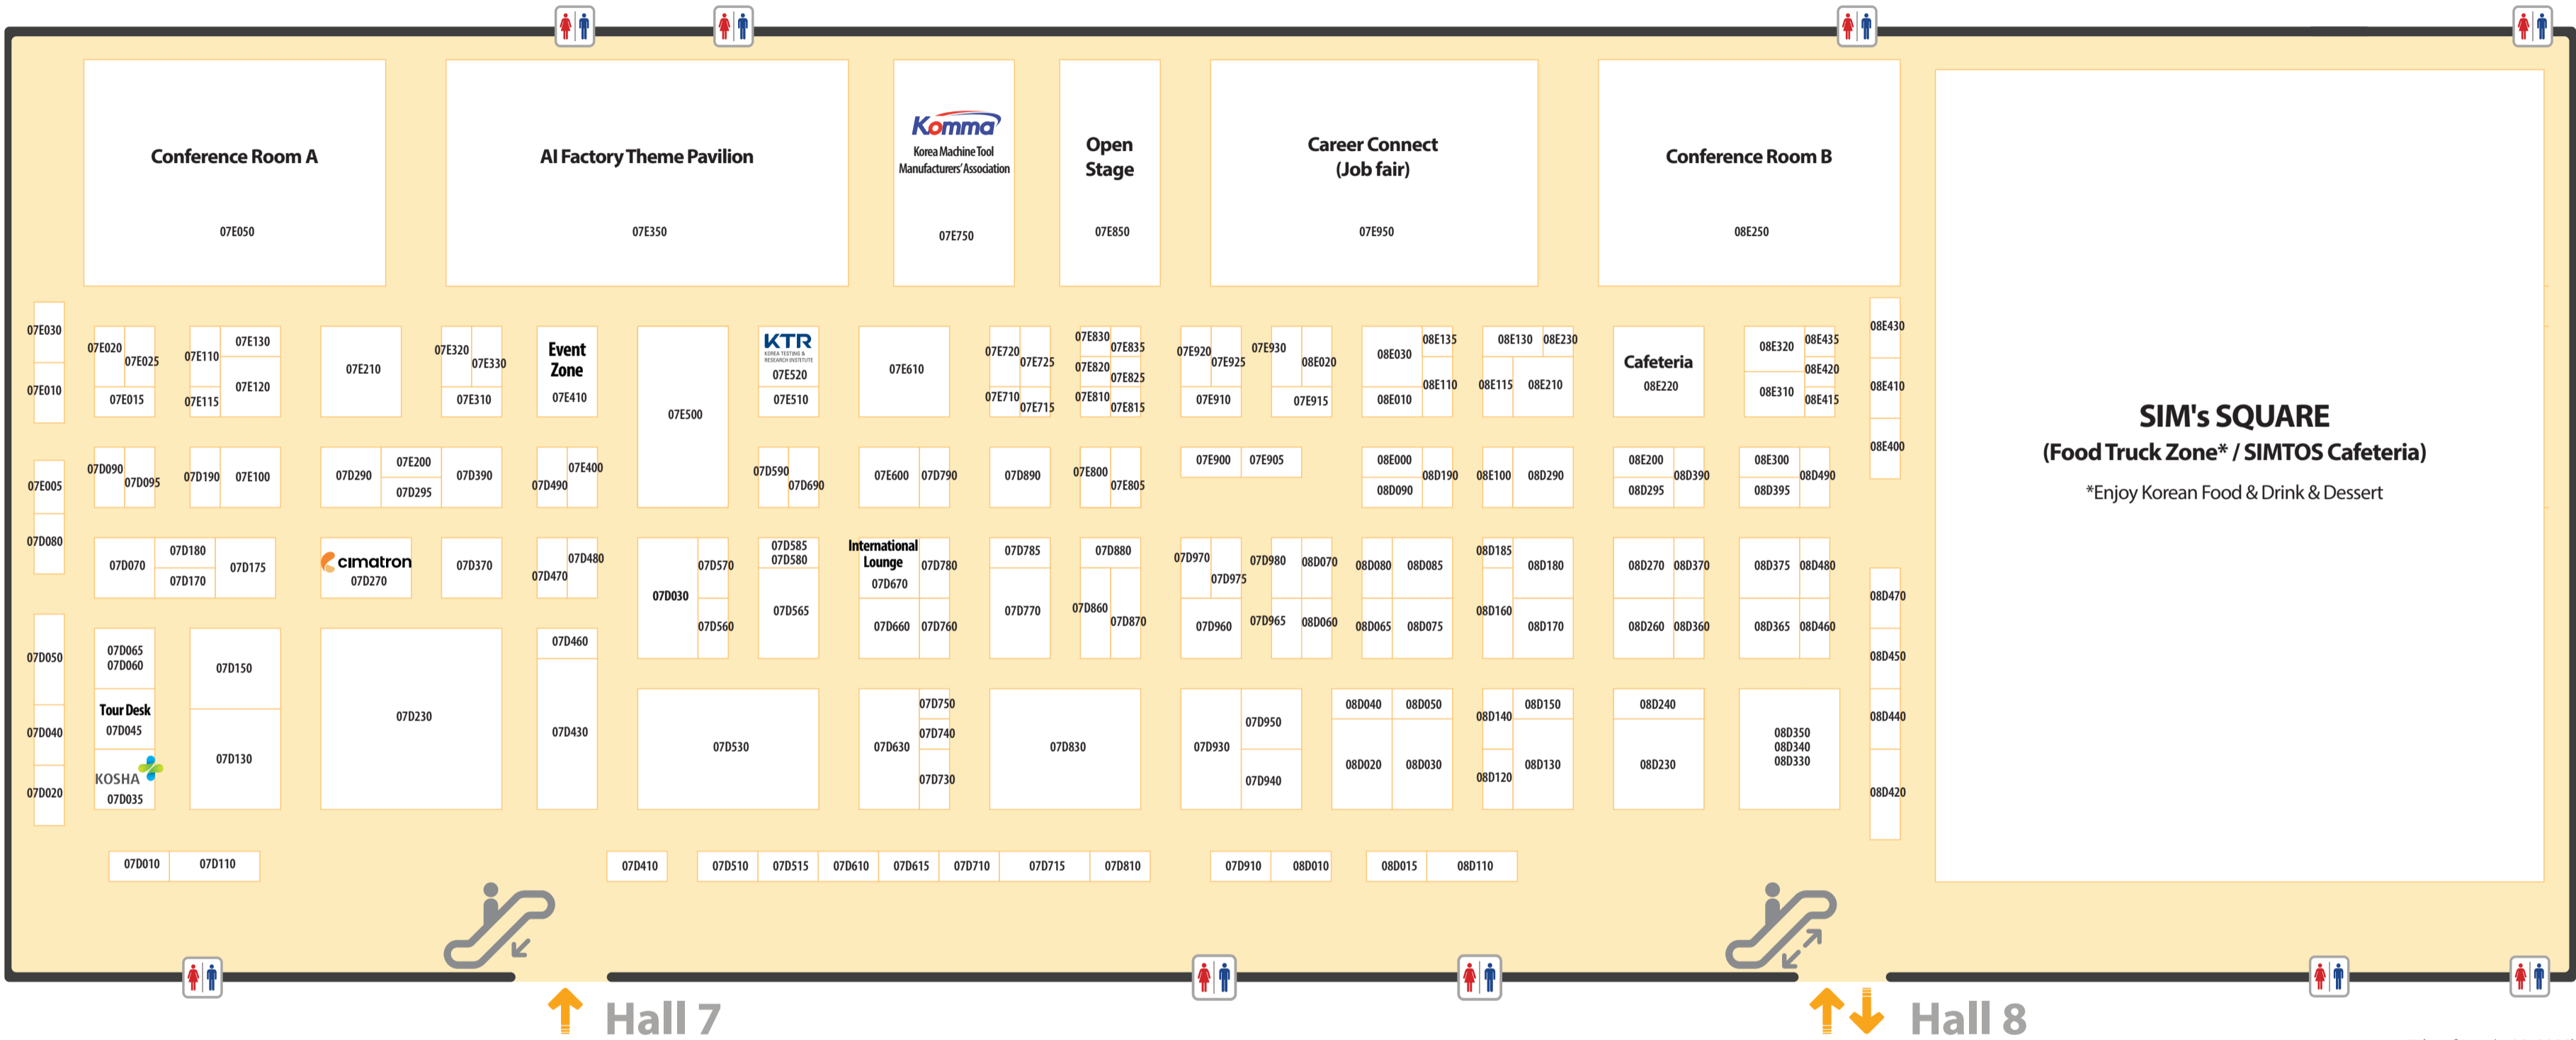 Conference Room A
07E050
AI Factory Theme Pavilion
07E350
Komma
Korea Machine Tool
Manufacturers' Association
07E750
Open
Stage
07E850
Career Connect
(Job fair)
07E950
Conference Room B
08E250
SIM's SQUARE
(Food Truck Zone* / SIMTOS Cafeteria)
*Enjoy Korean Food & Drink & Dessert
07E030
07E010
07E020
07E025
07E015
07E110
07E130
07E120
07E115
07E210
07E320
07E330
07E310
Event
Zone
07E410
07E500
KTR
KOREA TESTING &
RESEARCH INSTITUTE
07E520
07E510
07E610
07E720
07E725
07E710
07E715
07E830
07E835
07E820
07E825
07E810
07E815
07E920
07E925
07E910
07E930
08E020
07E915
08E030
08E135
08E110
08E010
08E130
08E230
08E115
08E210
Cafeteria
08E220
08E320
08E435
08E420
08E310
08E415
08E430
08E410
08E400
07E005
07D080
07D090
07D095
07D190
07E100
07D290
07E200
07D295
07D390
07D490
07E400
07D590
07D690
07E600
07D790
07D890
07E800
07E805
07E900
07E905
08E000
08D090
08D190
08E100
08D290
08E200
08D295
08D390
08E300
08D395
08D490
07D070
07D180
07D170
07D175
cimatron
07D270
07D370
07D470
07D480
07D030
07D570
07D560
07D585
07D580
07D565
International
Lounge
07D670
07D780
07D660
07D760
07D785
07D770
07D880
07D860
07D870
07D970
07D975
07D960
07D980
08D070
07D965
08D060
08D080
08D085
08D065
08D075
08D185
08D180
08D160
08D170
08D270
08D370
08D260
08D360
08D375
08D480
08D365
08D460
08D470
08D450
08D440
08D420
07D050
07D040
07D020
07D065
07D060
Tour Desk
07D045
KOSHA
07D035
07D150
07D130
07D230
07D460
07D430
07D530
07D630
07D750
07D740
07D730
07D830
07D930
07D950
07D940
08D040
08D050
08D020
08D030
08D140
08D150
08D120
08D130
08D240
08D230
08D350
08D340
08D330
07D010
07D110
07D410
07D510
07D515
07D610
07D615
07D710
07D715
07D810
07D910
08D010
08D015
08D110
Hall 7
Hall 8